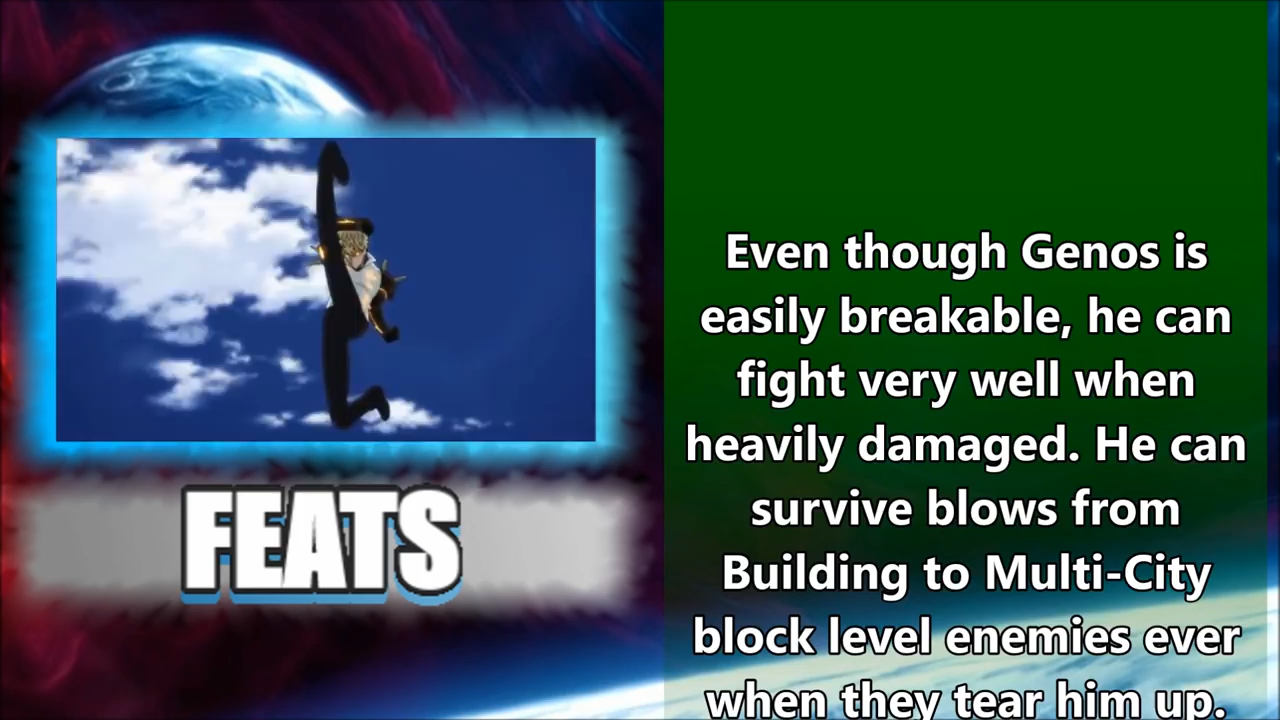 FEATS
Even though Genos is
easily breakable, he can
fight very well when
heavily damaged. He can
survive blows from
Building to Multi-City
block level enemies ever
when they tear him up.